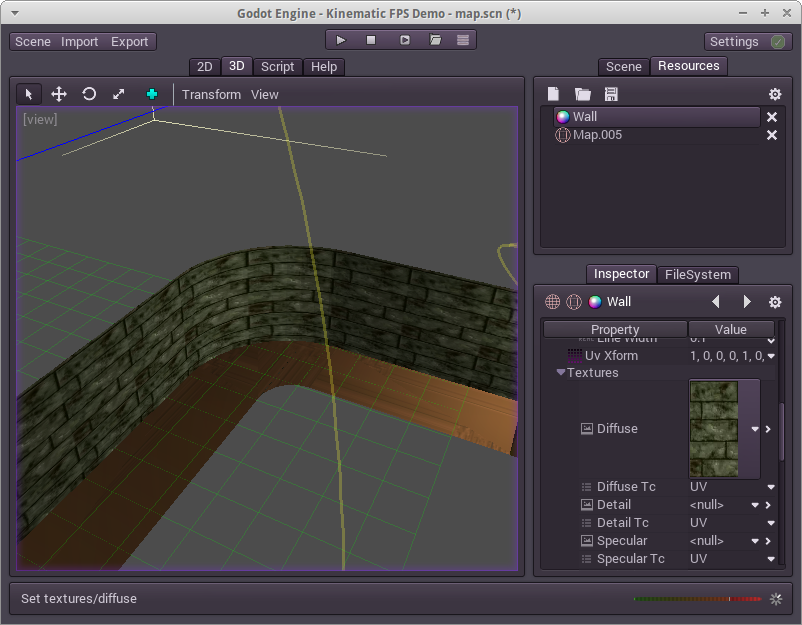 Godot Engine - Kinematic FPS Demo - map.scn (*)
Scene Import Export
Settings
2D 3D Script Help
Scene Resources
Transform View
[view]
Wall
Map.005
Inspector FileSystem
Wall
Property Value
Line Width 0.1
Uv Xform 1, 0, 0, 0, 1, 0,
Textures
Diffuse
Diffuse Tc UV
Detail <null>
Detail Tc UV
Specular <null>
Specular Tc UV
Set textures/diffuse